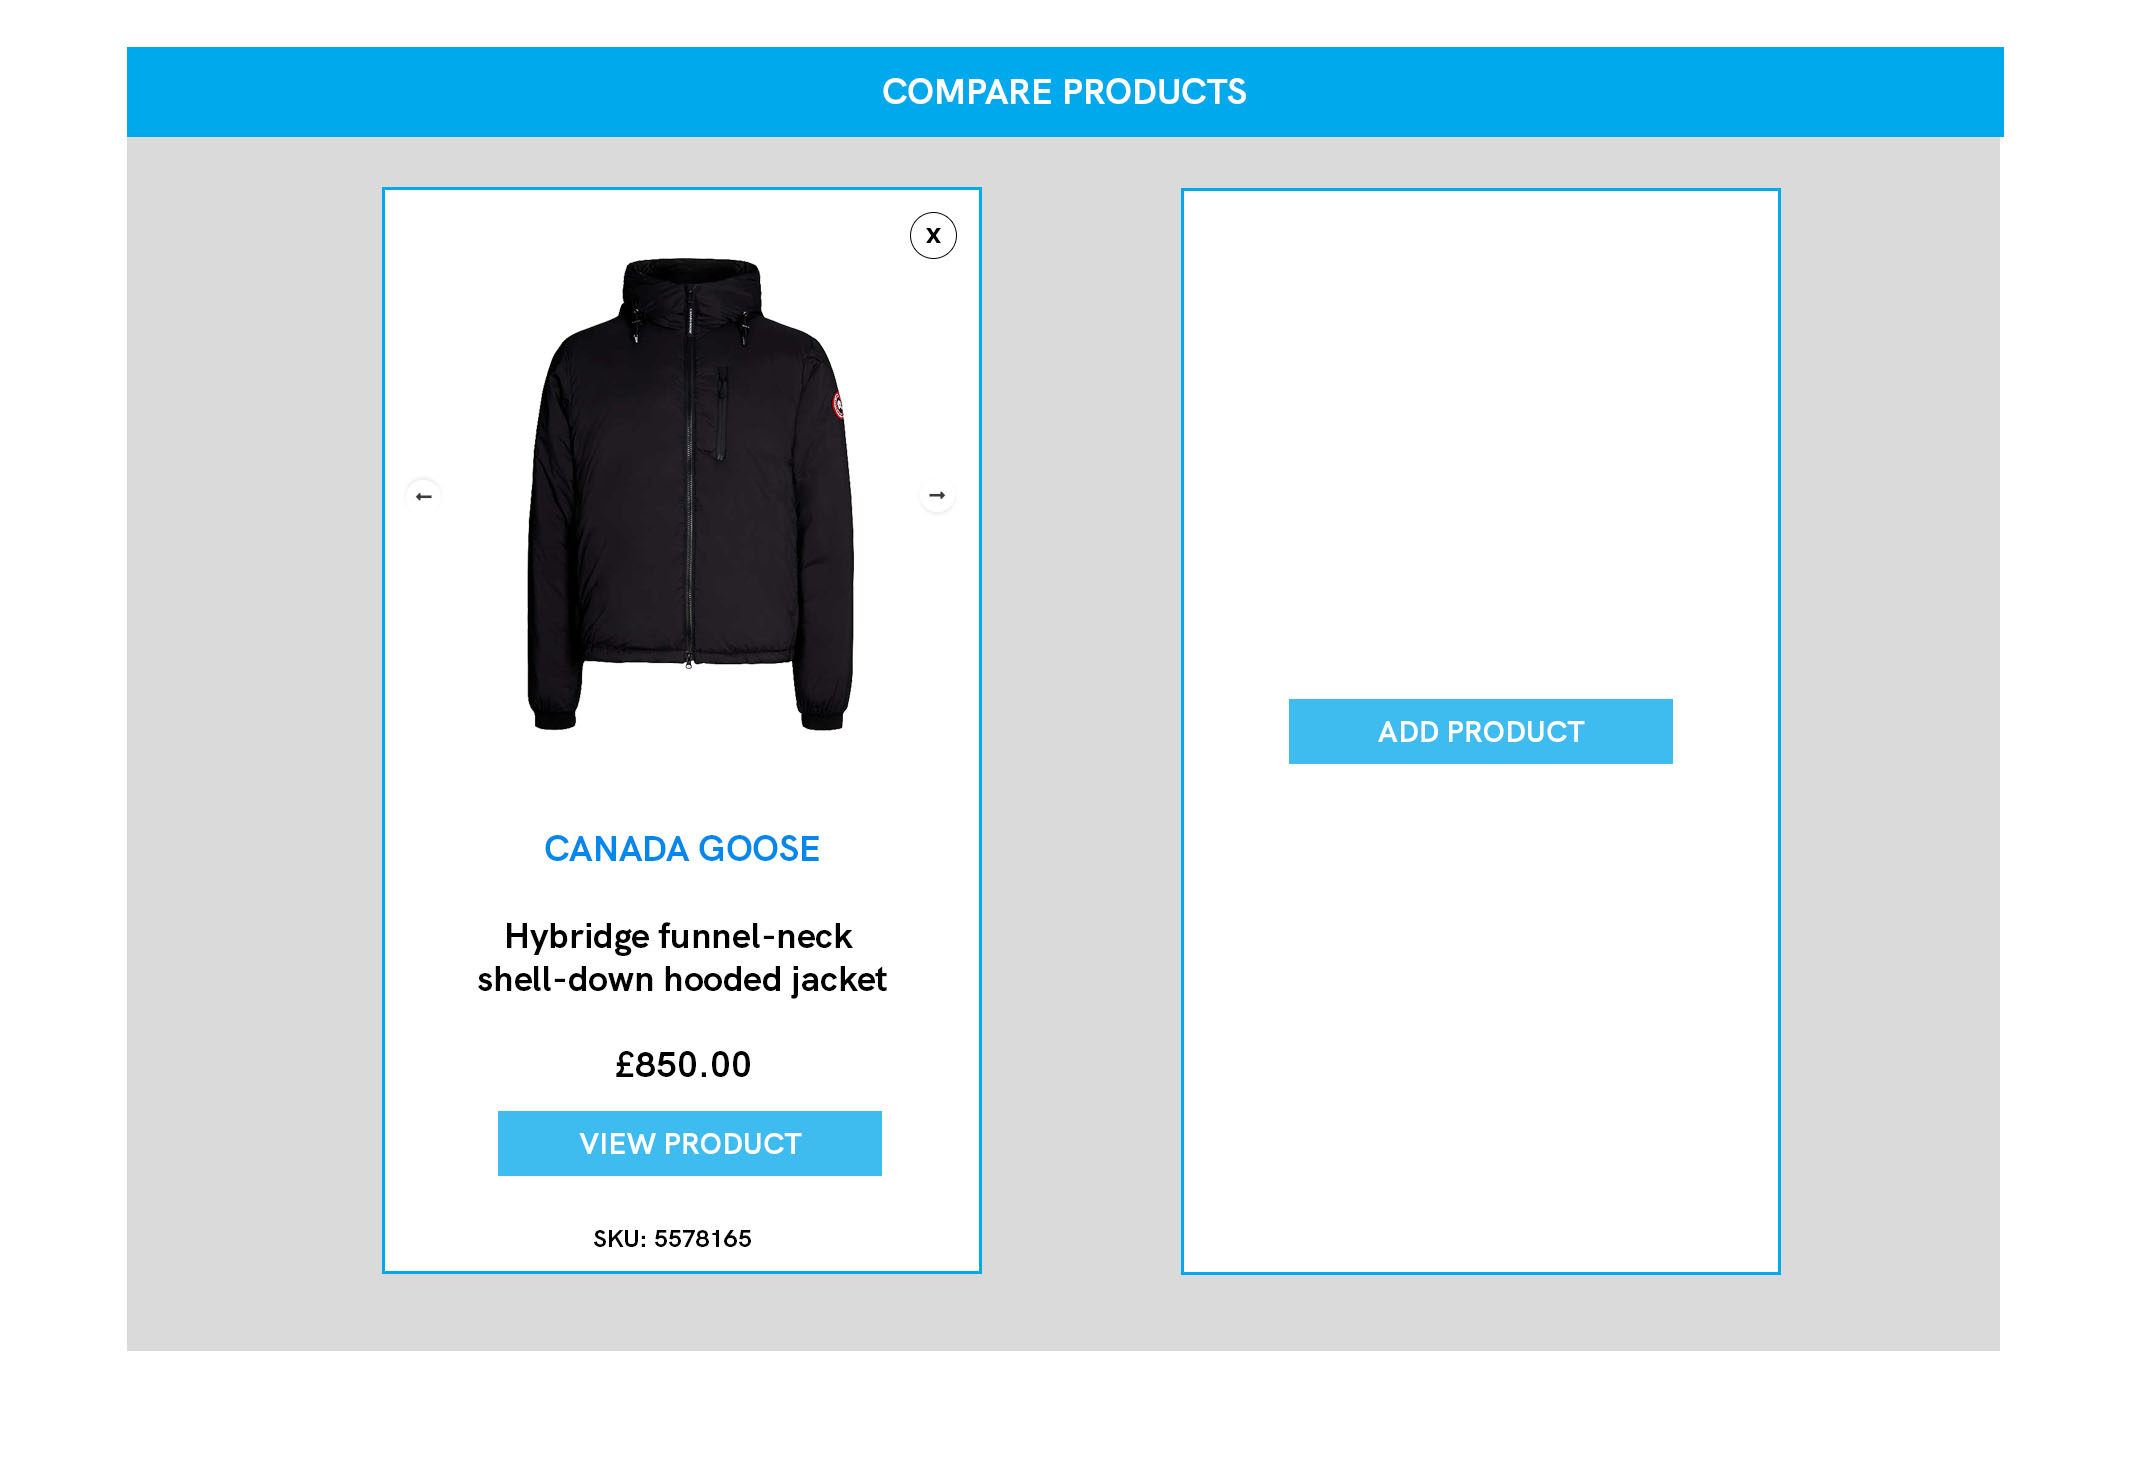 COMPARE PRODUCTS
X
CANADA GOOSE
Hybridge funnel-neck
shell-down hooded jacket
£850.00
VIEW PRODUCT
SKU: 5578165
ADD PRODUCT